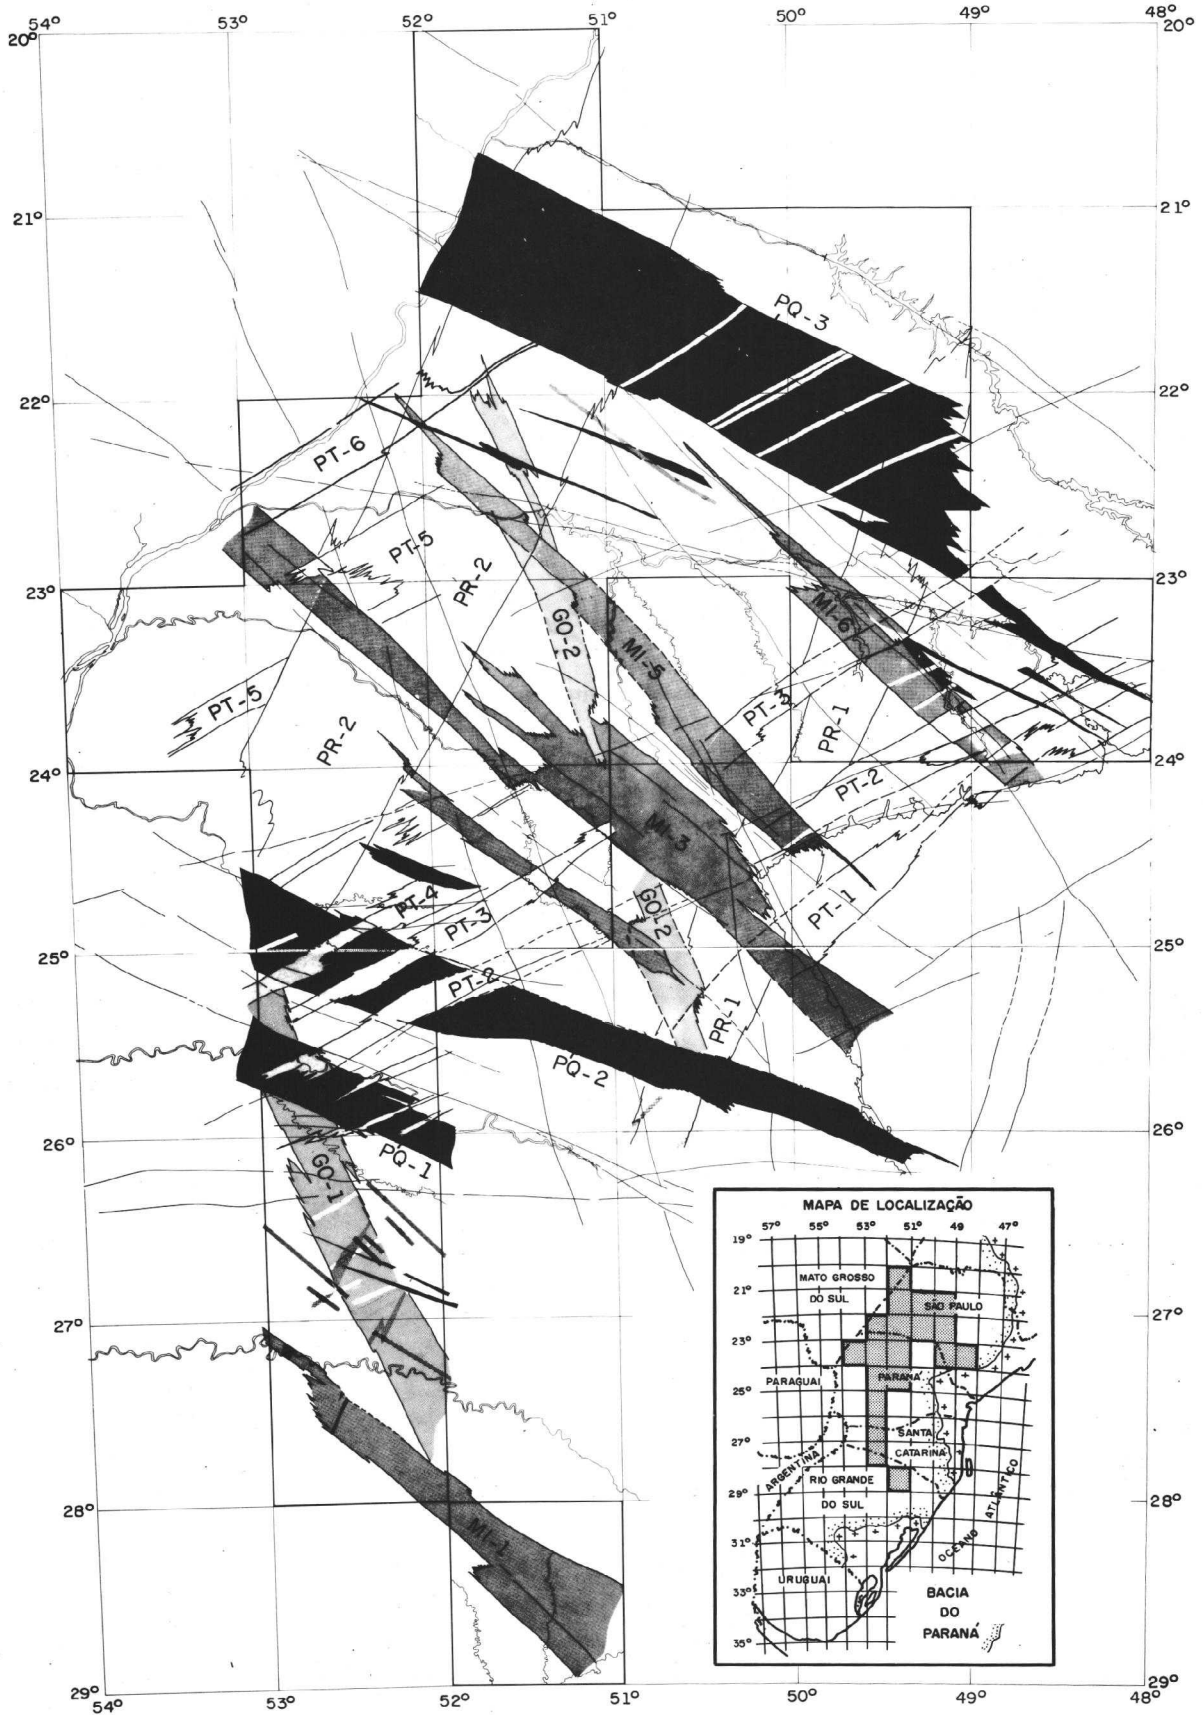 54° 53° 52° 51° 50° 49° 48°
20° 20°
21° 21°
PQ-3
22° 22°
PT-6
PT-5
PR-2
23° 23°
GO-2
MI-5
MI-6
PT-5
PT-3
PR-1
PR-2
24° 24°
PT-2
MI-3
PT-4
PT-3
GO-2
PT-1
25° 25°
PT-2
PR-1
PQ-2
26° 26°
PQ-1
GO-1
27° 27°
28° 28°
MI-1
29° 29°
54° 53° 52° 51° 50° 49° 48°
MAPA DE LOCALIZAÇÃO
57° 55° 53° 51° 49 47°
19°
MATO GROSSO
21°
DO SUL
SÃO PAULO
23°
PARAGUAI
PARANÁ
25°
SANTA
27°
CATARINA
ARGENTINA
RIO GRANDE
29°
DO SUL
OCEANO ATLÂNTICO
31°
URUGUAI
33°
BACIA
DO
PARANÁ
35°